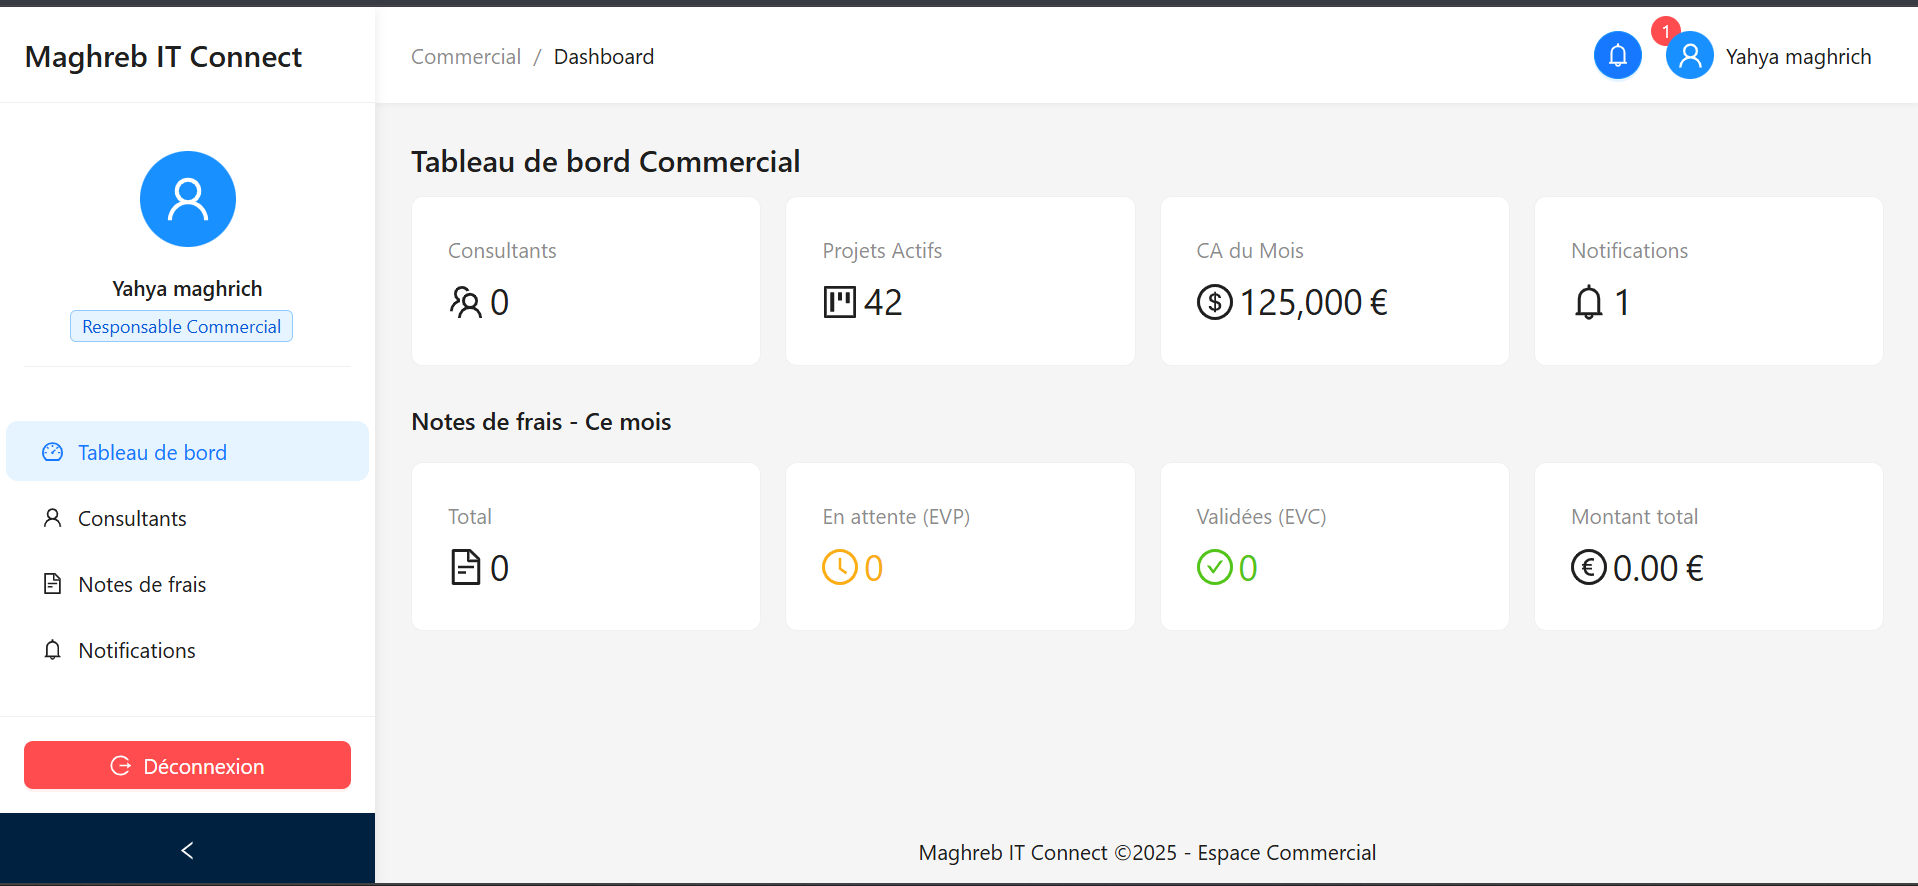 Maghreb IT Connect
Commercial / Dashboard
1
Yahya maghrich
Yahya maghrich
Responsable Commercial
Tableau de bord
Consultants
Notes de frais
Notifications
Déconnexion
Tableau de bord Commercial
Consultants
0
Projets Actifs
42
CA du Mois
125,000 €
Notifications
1
Notes de frais - Ce mois
Total
0
En attente (EVP)
0
Validées (EVC)
0
Montant total
0.00 €
Maghreb IT Connect ©2025 - Espace Commercial